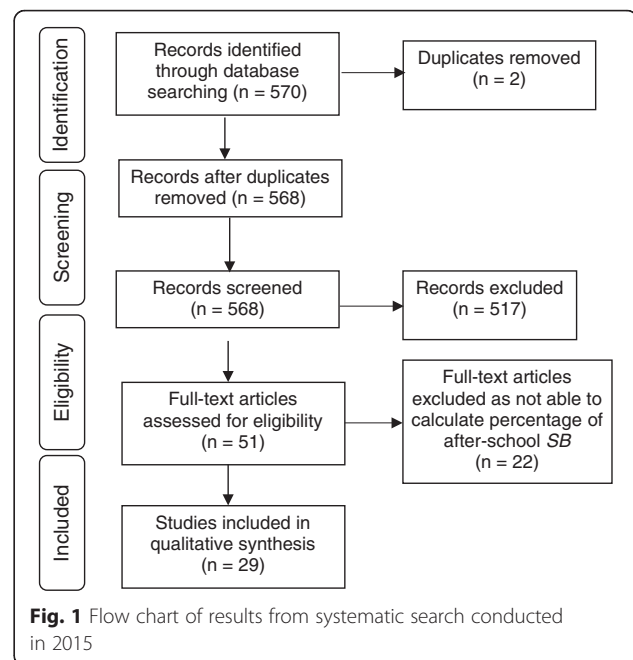 Identification
Records identified
through database
searching (n = 570)
Duplicates removed
(n = 2)
Records after duplicates
removed (n = 568)
Screening
Records screened
(n = 568)
Records excluded
(n = 517)
Eligibility
Full-text articles
assessed for eligibility
(n = 51)
Full-text articles
excluded as not able to
calculate percentage of
after-school SB
(n = 22)
Included
Studies included in
qualitative synthesis
(n = 29)
Fig. 1 Flow chart of results from systematic search conducted
in 2015